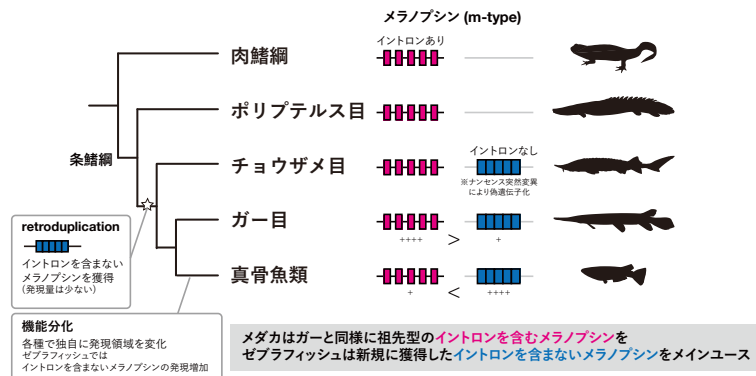 メラノプシン (m-type)
イントロンあり
肉鰭綱
ポリプテルス目
条鰭綱
イントロンなし
チョウザメ目
※ナンセンス突然変異
により偽遺伝子化
ガー目
++++ > +
真骨魚類
+ < ++++
retroduplication
イントロンを含まない
メラノプシンを獲得
(発現量は少ない)
機能分化
各種で独自に発現領域を変化
ゼブラフィッシュでは
イントロンを含まないメラノプシンの発現増加
メダカはガーと同様に祖先型のイントロンを含むメラノプシンを
ゼブラフィッシュは新規に獲得したイントロンを含まないメラノプシンをメインユース